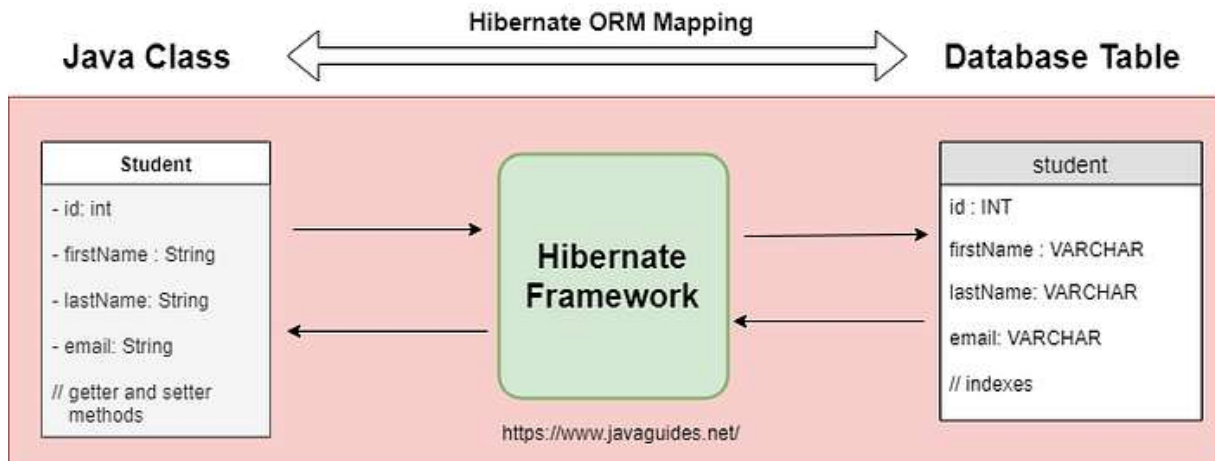 Hibernate ORM Mapping
Java Class
Database Table
Student
- id: int
- firstName : String
- lastName: String
- email: String
// getter and setter
methods
Hibernate
Framework
https://www.javaguides.net/
student
id : INT
firstName : VARCHAR
lastName: VARCHAR
email: VARCHAR
// indexes